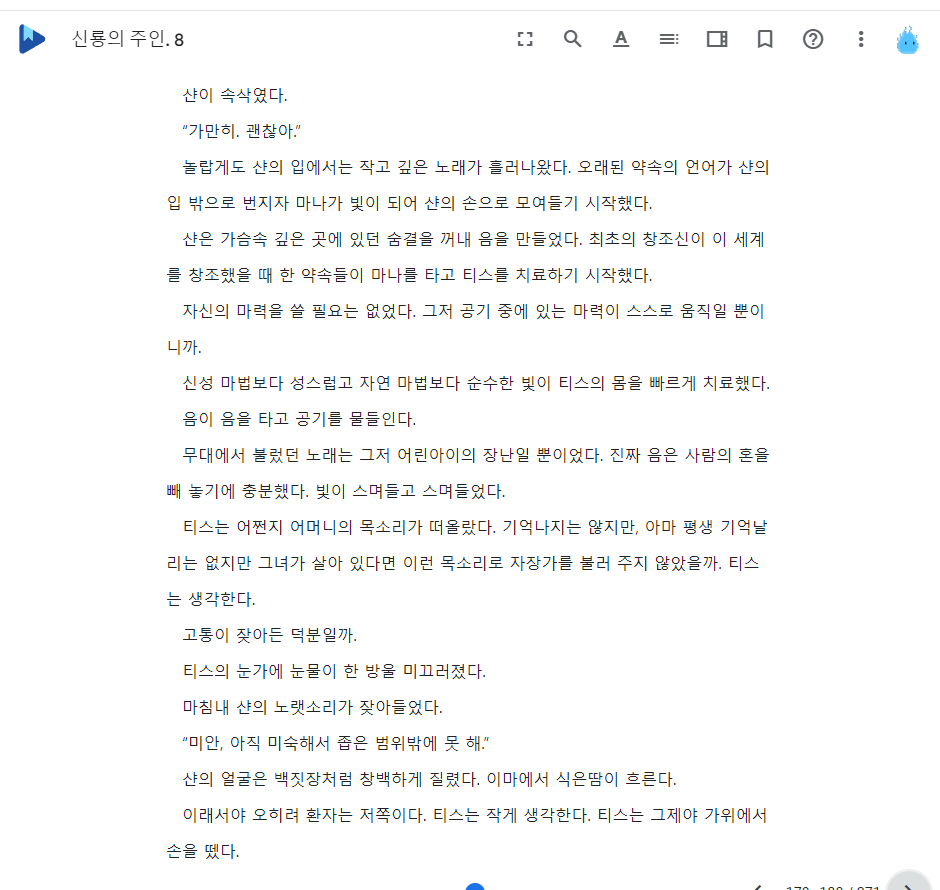 신룡의 주인. 8
샨이 속삭였다.
“가만히. 괜찮아.”
놀랍게도 샨의 입에서는 작고 깊은 노래가 흘러나왔다. 오래된 약속의 언어가 샨의
입 밖으로 번지자 마나가 빛이 되어 샨의 손으로 모여들기 시작했다.
샨은 가슴속 깊은 곳에 있던 숨결을 꺼내 음을 만들었다. 최초의 창조신이 이 세계
를 창조했을 때 한 약속들이 마나를 타고 티스를 치료하기 시작했다.
자신의 마력을 쓸 필요는 없었다. 그저 공기 중에 있는 마력이 스스로 움직일 뿐이
니까.
신성 마법보다 성스럽고 자연 마법보다 순수한 빛이 티스의 몸을 빠르게 치료했다.
음이 음을 타고 공기를 물들인다.
무대에서 불렀던 노래는 그저 어린아이의 장난일 뿐이었다. 진짜 음은 사람의 혼을
빼 놓기에 충분했다. 빛이 스며들고 스며들었다.
티스는 어쩐지 어머니의 목소리가 떠올랐다. 기억나지는 않지만, 아마 평생 기억날
리는 없지만 그녀가 살아 있다면 이런 목소리로 자장가를 불러 주지 않았을까. 티스
는 생각한다.
고통이 잦아든 덕분일까.
티스의 눈가에 눈물이 한 방울 미끄러졌다.
마침내 샨의 노랫소리가 잦아들었다.
“미안, 아직 미숙해서 좁은 범위밖에 못 해.”
샨의 얼굴은 백짓장처럼 창백하게 질렸다. 이마에서 식은땀이 흐른다.
이래서야 오히려 환자는 저쪽이다. 티스는 작게 생각한다. 티스는 그제야 가위에서
손을 뗐다.